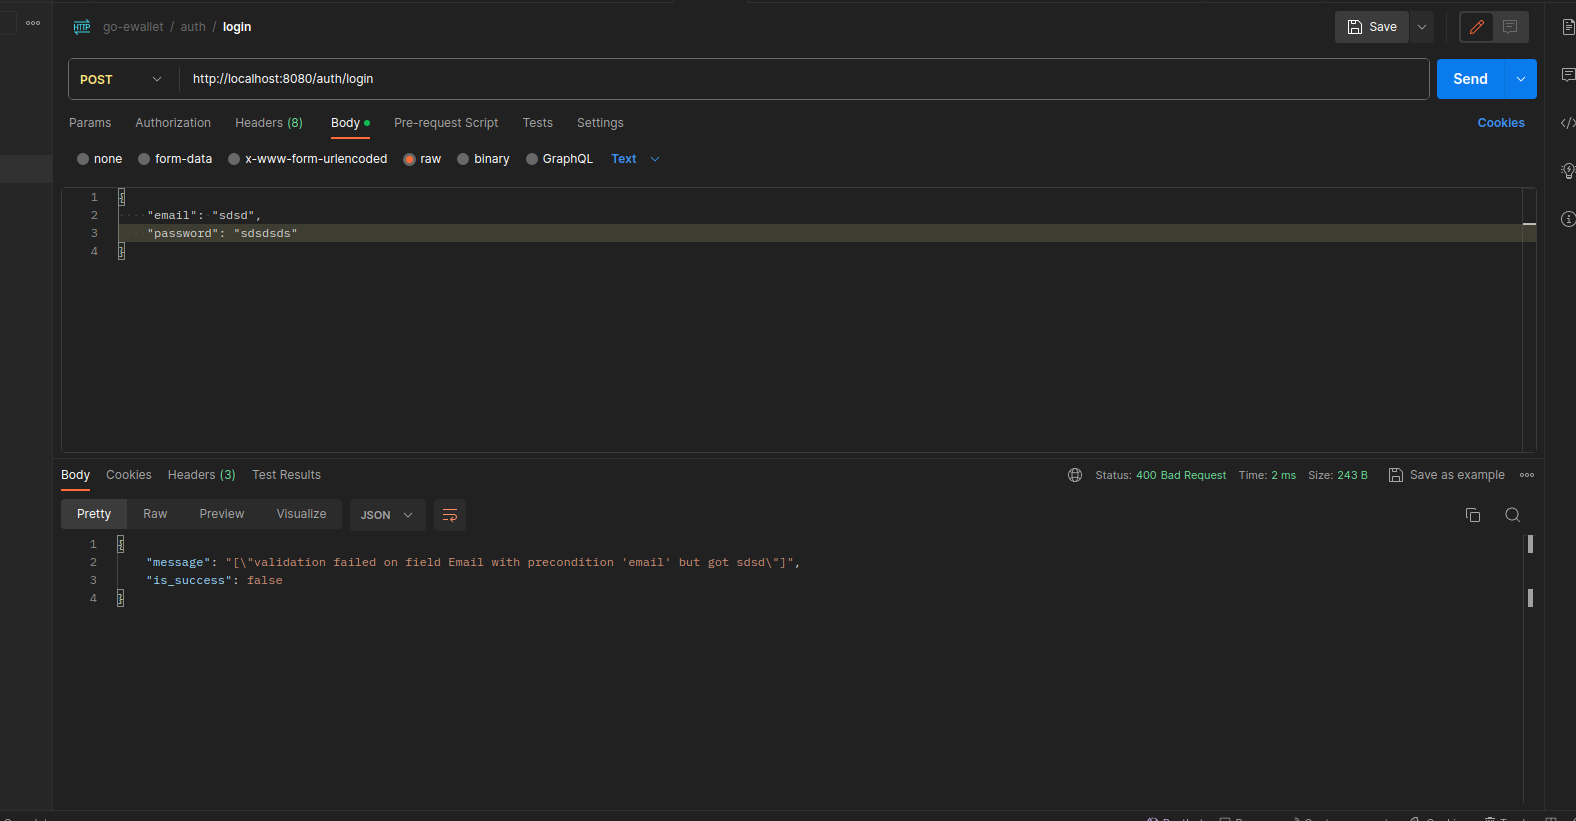 go-ewallet / auth / login
Save
POST
http://localhost:8080/auth/login
Send
Params Authorization Headers (8) Body Pre-request Script Tests Settings Cookies
none form-data x-www-form-urlencoded raw binary GraphQL Text
1 {
2 "email": "sdsd",
3 "password": "sdsdsds"
4 }
Body Cookies Headers (3) Test Results Status: 400 Bad Request Time: 2 ms Size: 243 B Save as example
Pretty Raw Preview Visualize JSON
1 {
2 "message": "[\"validation failed on field Email with precondition 'email' but got sdsd\"]",
3 "is_success": false
4 }